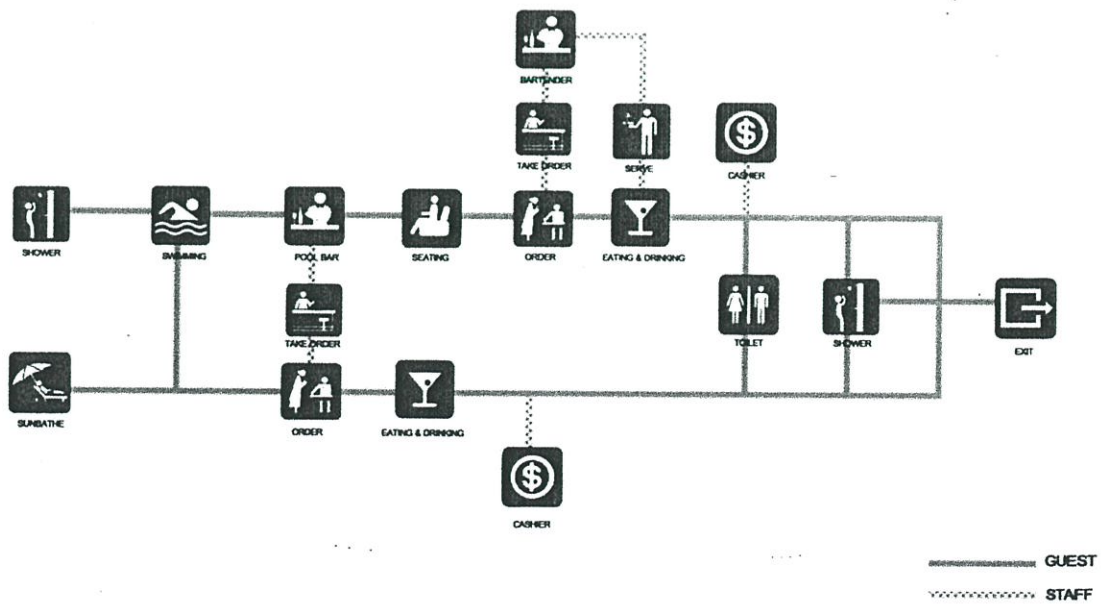 BARTENDER
TAKE ORDER
SERVE
CASHIER
SHOWER
SWIMMING
POOL BAR
SEATING
ORDER
EATING & DRINKING
TAKE ORDER
TOILET
SHOWER
EXIT
SUNBATHE
ORDER
EATING & DRINKING
CASHIER
GUEST
STAFF